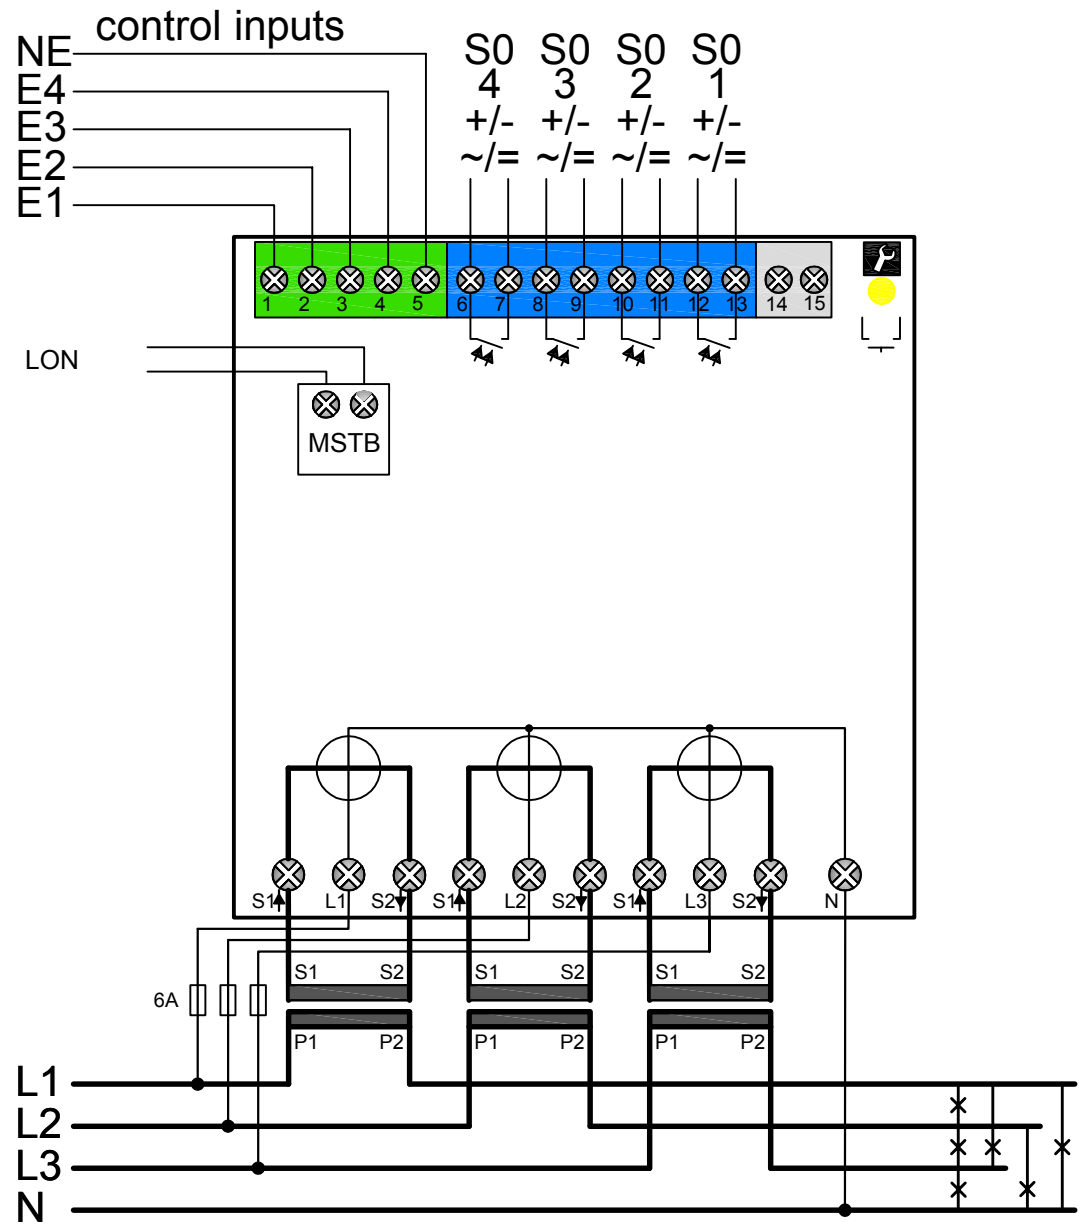 control inputs
NE
E4
E3
E2
E1
S0 S0 S0 S0
4 3 2 1
+/- +/- +/- +/-
~/= ~/= ~/= ~/=
1 2 3 4 5 6 7 8 9 10 11 12 13 14 15
LON
MSTB
S1 L1 S2 S1 L2 S2 S1 L3 S2 N
S1 S2 S1 S2 S1 S2
6A
P1 P2 P1 P2 P1 P2
L1
L2
L3
N